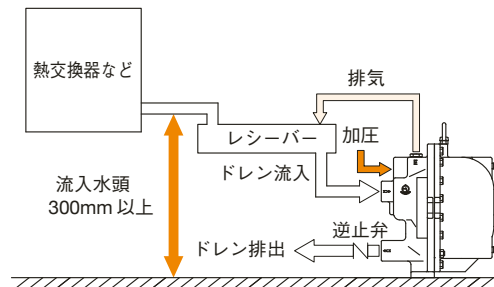 熱交換器など
排気
レシーバー
加圧
ドレン流入
流入水頭
300mm 以上
逆止弁
ドレン排出